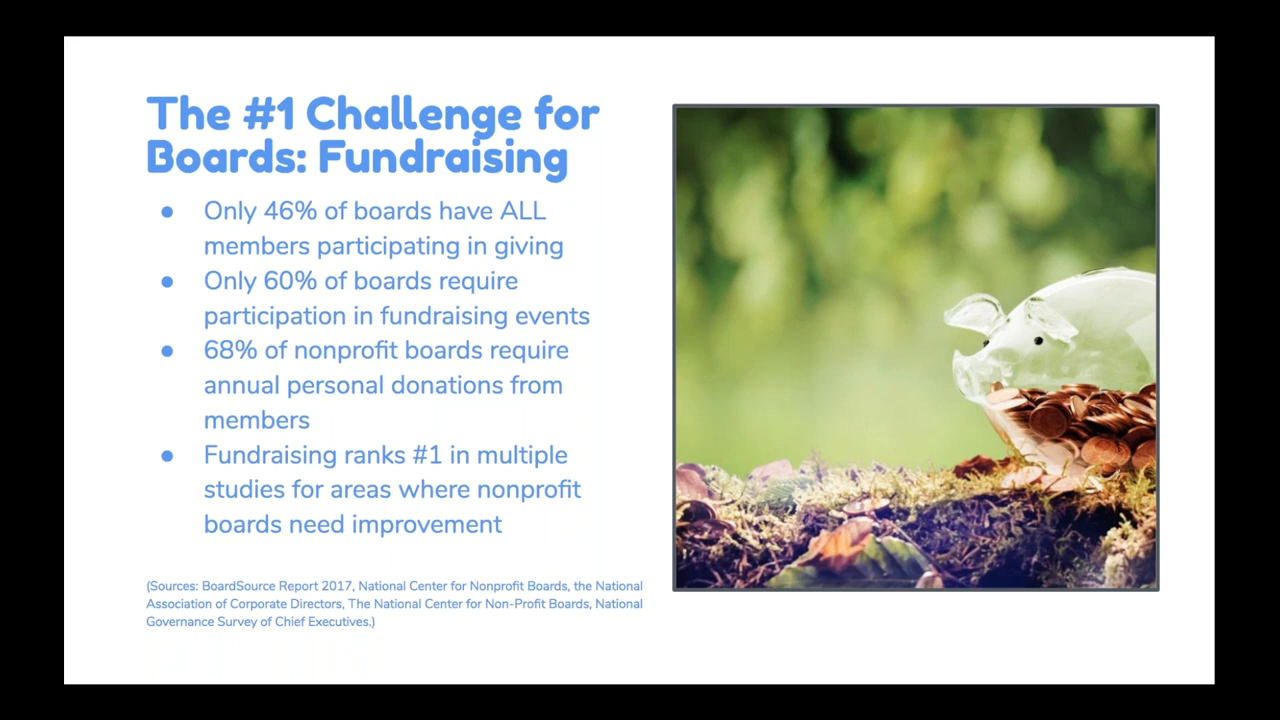 The #1 Challenge for
Boards: Fundraising
● Only 46% of boards have ALL
members participating in giving
● Only 60% of boards require
participation in fundraising events
● 68% of nonprofit boards require
annual personal donations from
members
● Fundraising ranks #1 in multiple
studies for areas where nonprofit
boards need improvement
(Sources: BoardSource Report 2017, National Center for Nonprofit Boards, the National
Association of Corporate Directors, The National Center for Non-Profit Boards, National
Governance Survey of Chief Executives.)